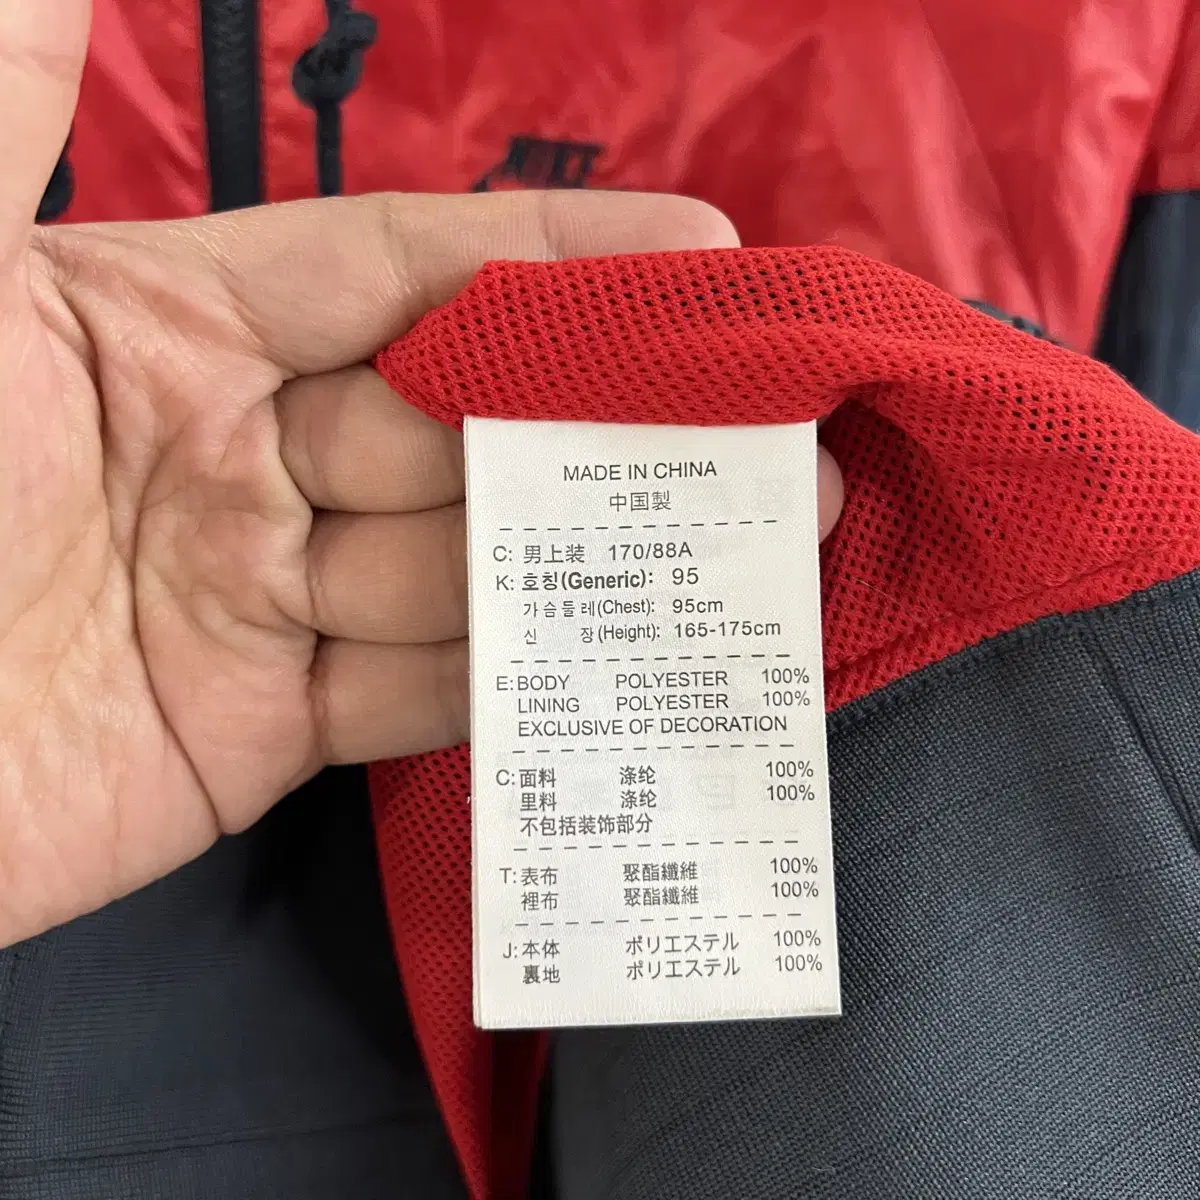 NIKE
MADE IN CHINA
中国製
C: 男上装 170/88A
K: 호칭(Generic): 95
가슴둘레(Chest): 95cm
신 장(Height): 165-175cm
E: BODY POLYESTER 100%
LINING POLYESTER 100%
EXCLUSIVE OF DECORATION
C: 面料 涤纶 100%
里料 涤纶 100%
不包括装饰部分
T: 表布 聚酯纖維 100%
裡布 聚酯纖維 100%
J: 本体 ポリエステル 100%
裏地 ポリエステル 100%